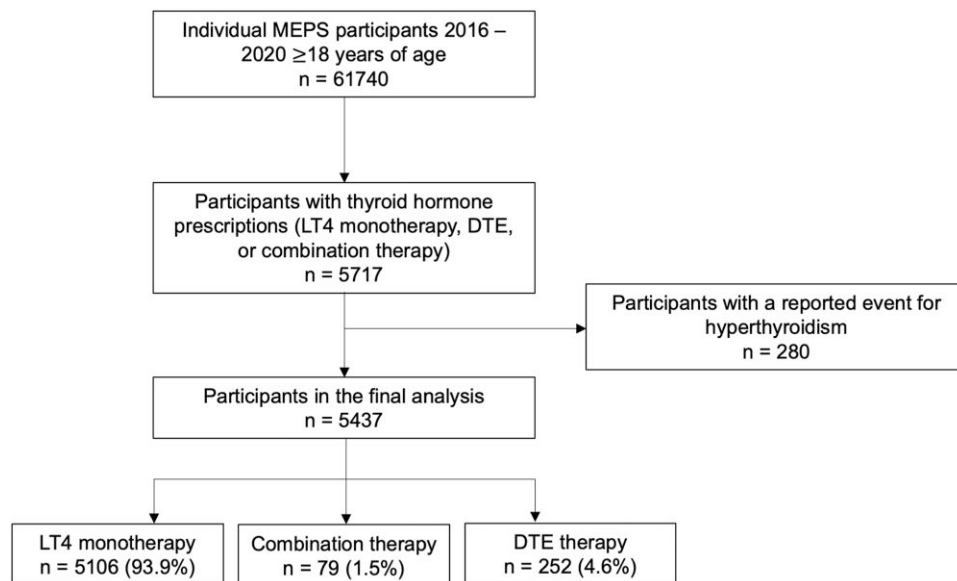 Individual MEPS participants 2016 –
2020 ≥18 years of age
n = 61740
Participants with thyroid hormone
prescriptions (LT4 monotherapy, DTE,
or combination therapy)
n = 5717
Participants with a reported event for
hyperthyroidism
n = 280
Participants in the final analysis
n = 5437
LT4 monotherapy
n = 5106 (93.9%)
Combination therapy
n = 79 (1.5%)
DTE therapy
n = 252 (4.6%)